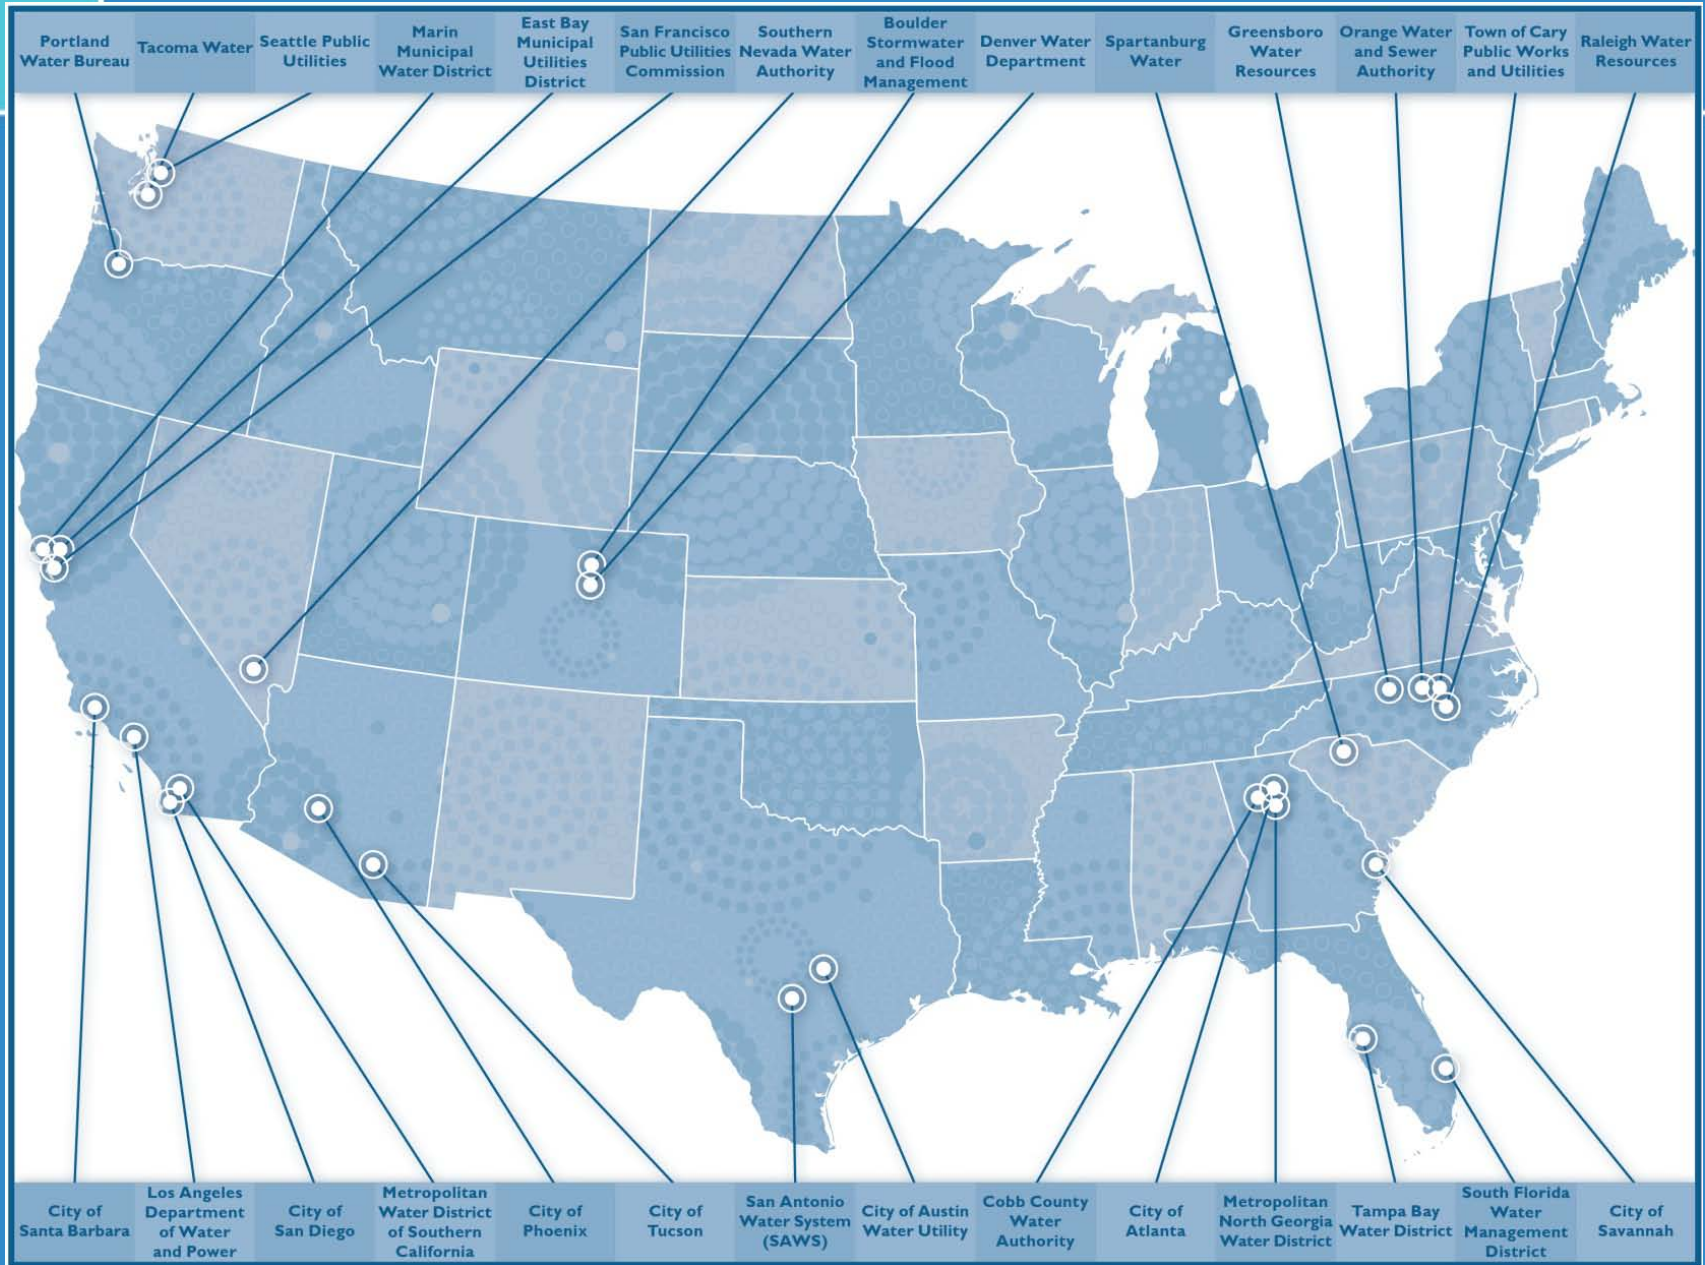 Portland
Water Bureau
Tacoma Water
Seattle Public
Utilities
Marin
Municipal
Water District
East Bay
Municipal
Utilities
District
San Francisco
Public Utilities
Commission
Southern
Nevada Water
Authority
Boulder
Stormwater
and Flood
Management
Denver Water
Department
Spartanburg
Water
Greensboro
Water
Resources
Orange Water
and Sewer
Authority
Town of Cary
Public Works
and Utilities
Raleigh Water
Resources
City of
Santa Barbara
Los Angeles
Department
of Water
and Power
City of
San Diego
Metropolitan
Water District
of Southern
California
City of
Phoenix
City of
Tucson
San Antonio
Water System
(SAWS)
City of Austin
Water Utility
Cobb County
Water
Authority
City of
Atlanta
Metropolitan
North Georgia
Water District
Tampa Bay
Water District
South Florida
Water
Management
District
City of
Savannah